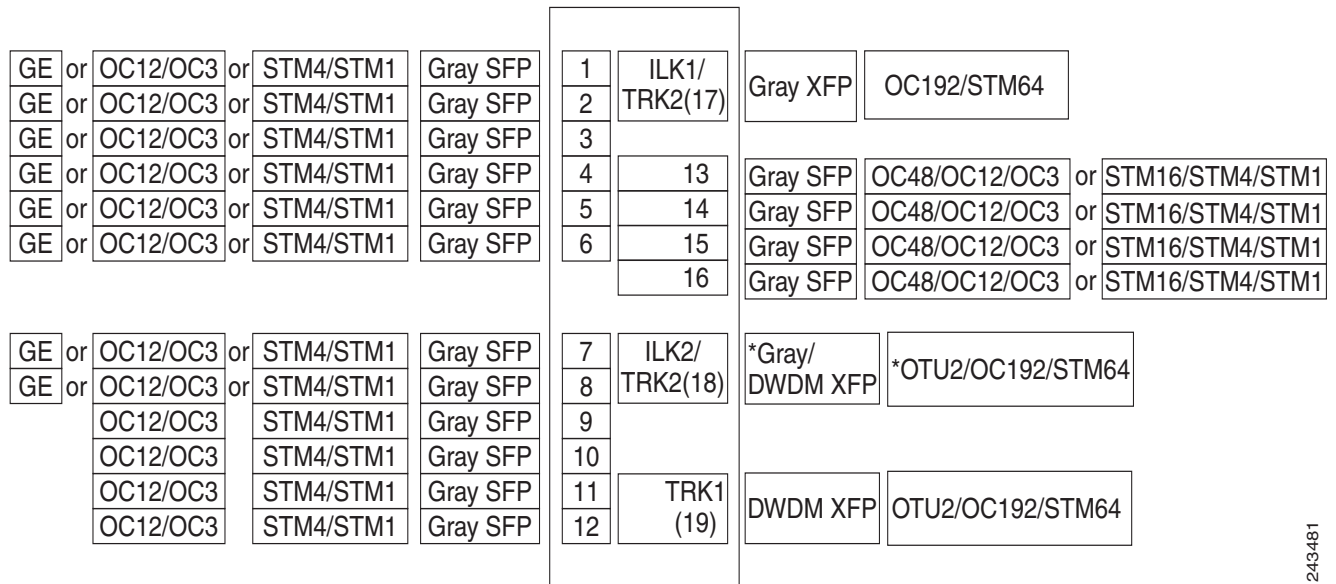 GE or OC12/OC3 or STM4/STM1 Gray SFP 1 ILK1/ Gray XFP OC192/STM64
GE or OC12/OC3 or STM4/STM1 Gray SFP 2 TRK2(17)
GE or OC12/OC3 or STM4/STM1 Gray SFP 3
GE or OC12/OC3 or STM4/STM1 Gray SFP 4 13 Gray SFP OC48/OC12/OC3 or STM16/STM4/STM1
GE or OC12/OC3 or STM4/STM1 Gray SFP 5 14 Gray SFP OC48/OC12/OC3 or STM16/STM4/STM1
GE or OC12/OC3 or STM4/STM1 Gray SFP 6 15 Gray SFP OC48/OC12/OC3 or STM16/STM4/STM1
16 Gray SFP OC48/OC12/OC3 or STM16/STM4/STM1
GE or OC12/OC3 or STM4/STM1 Gray SFP 7 ILK2/ *Gray/ *OTU2/OC192/STM64
GE or OC12/OC3 or STM4/STM1 Gray SFP 8 TRK2(18) DWDM XFP
OC12/OC3 STM4/STM1 Gray SFP 9
OC12/OC3 STM4/STM1 Gray SFP 10
OC12/OC3 STM4/STM1 Gray SFP 11 TRK1 DWDM XFP OTU2/OC192/STM64
OC12/OC3 STM4/STM1 Gray SFP 12 (19)
243481